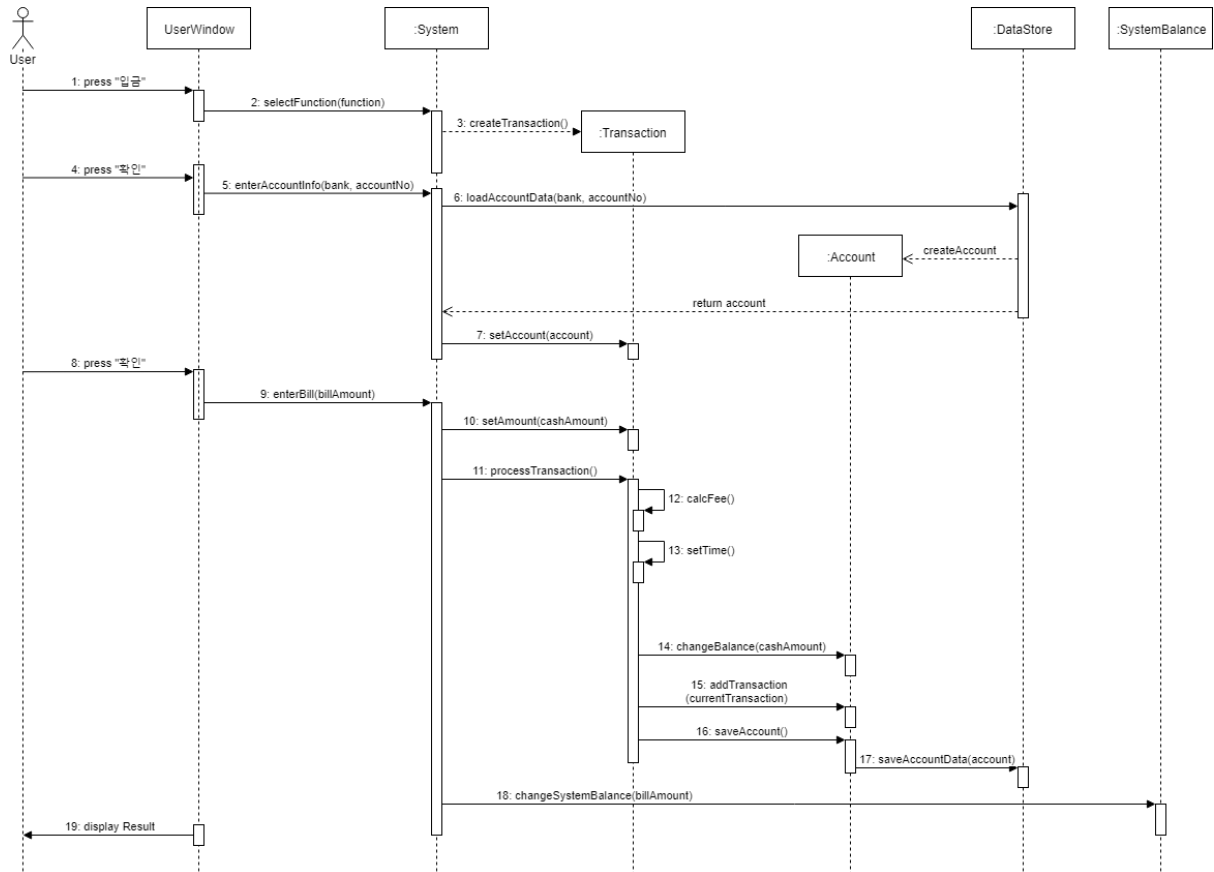 UserWindow
:System
:DataStore
:SystemBalance
User
1: press "입금"
2: selectFunction(function)
3: createTransaction()
:Transaction
4: press "확인"
5: enterAccountInfo(bank, accountNo)
6: loadAccountData(bank, accountNo)
createAccount
:Account
return account
7: setAccount(account)
8: press "확인"
9: enterBill(billAmount)
10: setAmount(cashAmount)
11: processTransaction()
12: calcFee()
13: setTime()
14: changeBalance(cashAmount)
15: addTransaction
(currentTransaction)
16: saveAccount()
17: saveAccountData(account)
18: changeSystemBalance(billAmount)
19: display Result